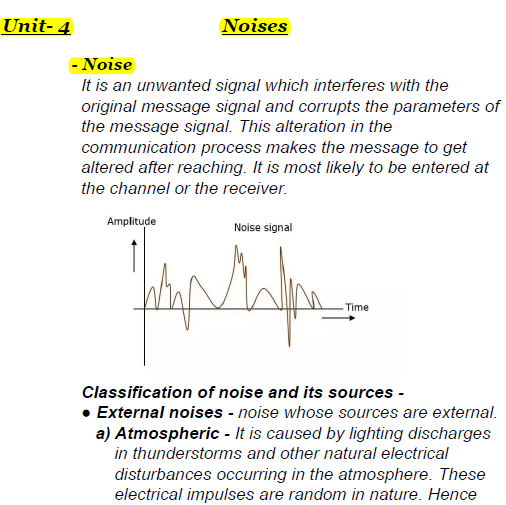 Unit- 4 Noises
- Noise
It is an unwanted signal which interferes with the
original message signal and corrupts the parameters of
the message signal. This alteration in the
communication process makes the message to get
altered after reaching. It is most likely to be entered at
the channel or the receiver.
Amplitude
Noise signal
Time
Classification of noise and its sources -
● External noises - noise whose sources are external.
a) Atmospheric - It is caused by lighting discharges
in thunderstorms and other natural electrical
disturbances occurring in the atmosphere. These
electrical impulses are random in nature. Hence